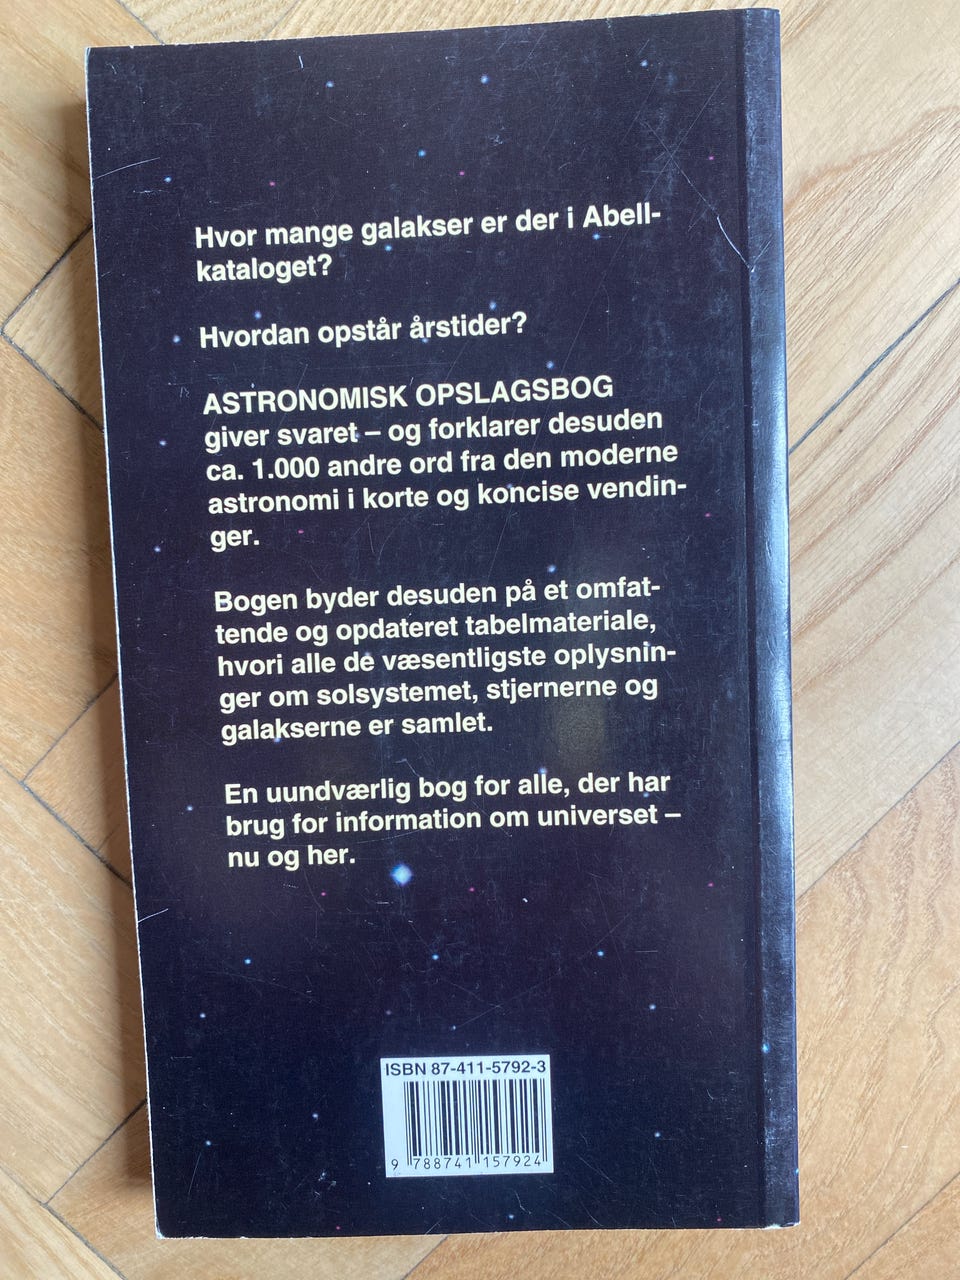 Hvor mange galakser er der i Abell-
kataloget?
Hvordan opstår årstider?
ASTRONOMISK OPSLAGSBOG
giver svaret – og forklarer desuden
ca. 1.000 andre ord fra den moderne
astronomi i korte og koncise vendin-
ger.
Bogen byder desuden på et omfat-
tende og opdateret tabelmateriale,
hvori alle de væsentligste oplysnin-
ger om solsystemet, stjernerne og
galakserne er samlet.
En uundværlig bog for alle, der har
brug for information om universet –
nu og her.
ISBN 87-411-5792-3
9 788741 157924